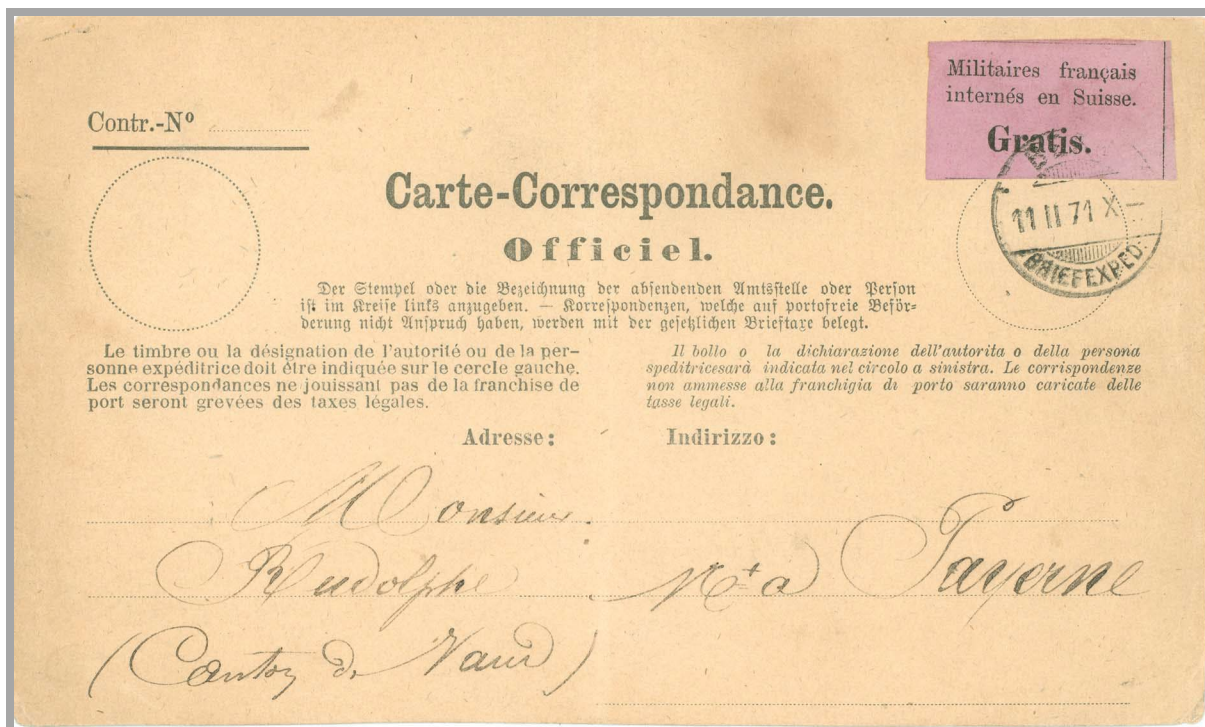 Militaires français
internés en Suisse.
Gratis.
Contr.-Nº
11 II 71 X
BRIEFEXPED.
Carte-Correspondance.
Officiel.
Der Stempel oder die Bezeichnung der absendenden Amtsstelle oder Person
ist im Kreise links anzugeben. — Korrespondenzen, welche auf portofreie Beför-
derung nicht Anspruch haben, werden mit der gesetzlichen Brieftaxe belegt.
Le timbre ou la désignation de l'autorité ou de la per-
sonne expéditrice doit être indiquée sur le cercle gauche.
Les correspondances ne jouissant pas de la franchise de
port seront grevées des taxes légales.
Il bollo o la dichiarazione dell'autorita o della persona
speditricesarà indicata nel circolo a sinistra. Le corrispondenze
non ammesse alla franchigia di porto saranno caricate delle
tasse legali.
Adresse: Indirizzo:
Monsieur
Rudolphe Nt a Payerne
(Canton de Vaud)